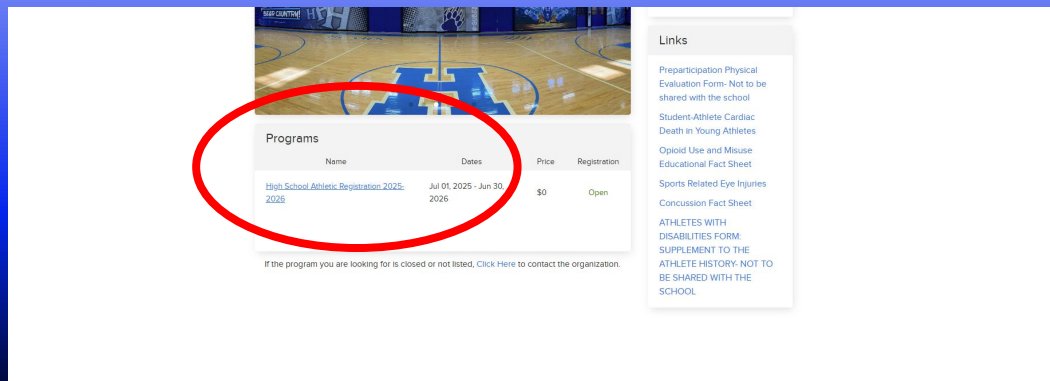 BEAR COUNTRY!
H
Programs
Name Dates Price Registration
High School Athletic Registration 2025-
2026
Jul 01, 2025 - Jun 30,
2026
$0
Open
If the program you are looking for is closed or not listed, Click Here to contact the organization.
Links
Preparticipation Physical
Evaluation Form- Not to be
shared with the school
Student-Athlete Cardiac
Death in Young Athletes
Opioid Use and Misuse
Educational Fact Sheet
Sports Related Eye Injuries
Concussion Fact Sheet
ATHLETES WITH
DISABILITIES FORM:
SUPPLEMENT TO THE
ATHLETE HISTORY- NOT TO
BE SHARED WITH THE
SCHOOL